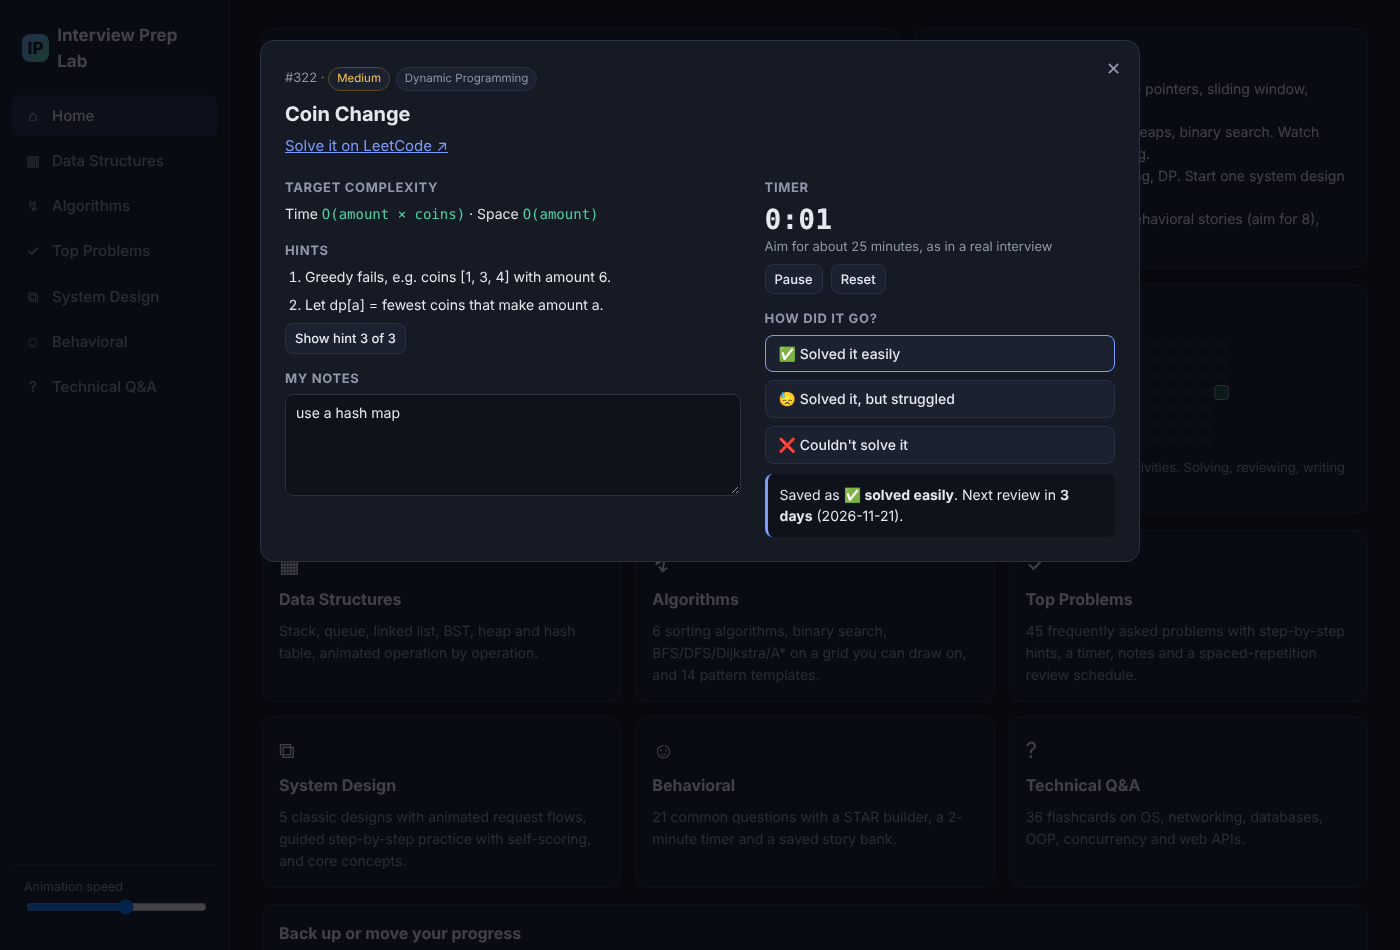 IP
Interview Prep
Lab
Home
Data Structures
Algorithms
Top Problems
System Design
Behavioral
? Technical Q&A
Animation speed
#322 · Medium Dynamic Programming
Coin Change
Solve it on LeetCode ↗
TARGET COMPLEXITY
Time O(amount × coins) · Space O(amount)
HINTS
1. Greedy fails, e.g. coins [1, 3, 4] with amount 6.
2. Let dp[a] = fewest coins that make amount a.
Show hint 3 of 3
MY NOTES
use a hash map
TIMER
0:01
Aim for about 25 minutes, as in a real interview
Pause Reset
HOW DID IT GO?
✅ Solved it easily
😓 Solved it, but struggled
❌ Couldn't solve it
Saved as ✅ solved easily. Next review in 3
days (2026-11-21).
✕
pointers, sliding window,
eaps, binary search. Watch
g.
ng, DP. Start one system design
ehavioral stories (aim for 8),
ivities. Solving, reviewing, writing
Data Structures
Stack, queue, linked list, BST, heap and hash
table, animated operation by operation.
Algorithms
6 sorting algorithms, binary search,
BFS/DFS/Dijkstra/A* on a grid you can draw on,
and 14 pattern templates.
Top Problems
45 frequently asked problems with step-by-step
hints, a timer, notes and a spaced-repetition
review schedule.
System Design
5 classic designs with animated request flows,
guided step-by-step practice with self-scoring,
and core concepts.
Behavioral
21 common questions with a STAR builder, a 2-
minute timer and a saved story bank.
?
Technical Q&A
36 flashcards on OS, networking, databases,
OOP, concurrency and web APIs.
Back up or move your progress